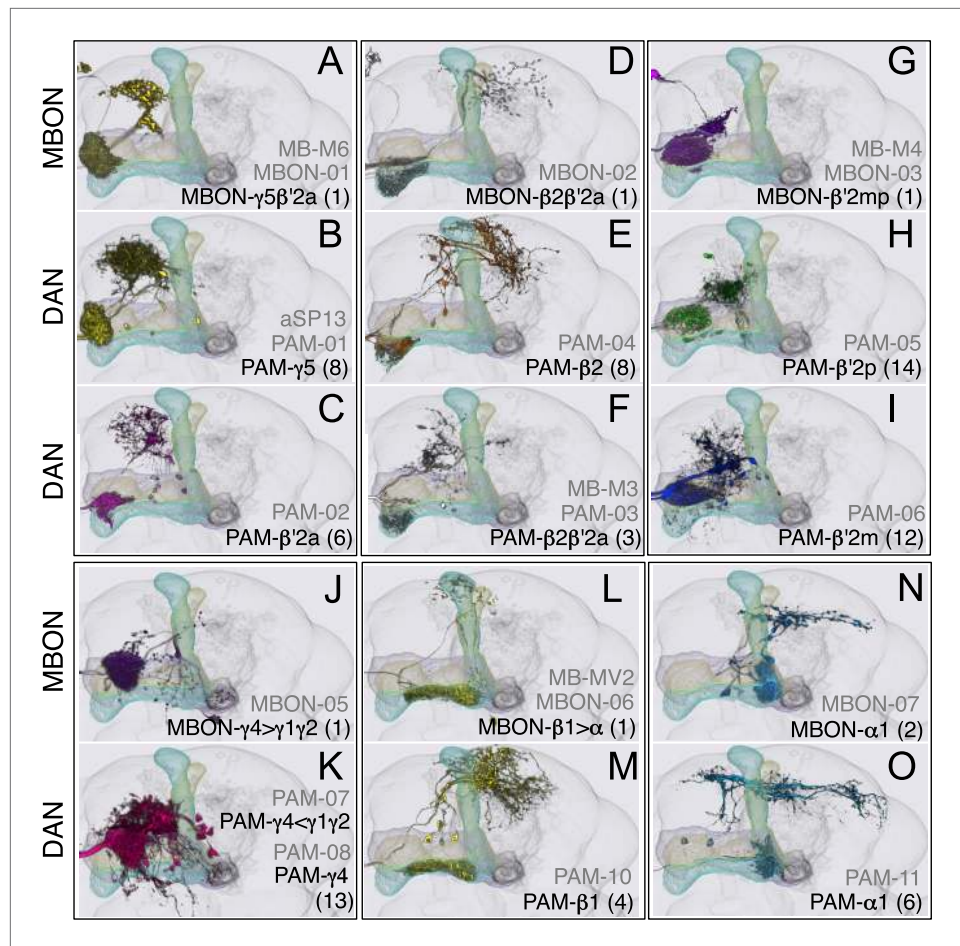 MBON
A
MB-M6
MBON-01
MBON-γ5β'2a (1)
D
MBON-02
MBON-β2β'2a (1)
G
MB-M4
MBON-03
MBON-β'2mp (1)
DAN
B
aSP13
PAM-01
PAM-γ5 (8)
E
PAM-04
PAM-β2 (8)
H
PAM-05
PAM-β'2p (14)
DAN
C
PAM-02
PAM-β'2a (6)
F
MB-M3
PAM-03
PAM-β2β'2a (3)
I
PAM-06
PAM-β'2m (12)
MBON
J
MBON-05
MBON-γ4>γ1γ2 (1)
L
MB-MV2
MBON-06
MBON-β1>α (1)
N
MBON-07
MBON-α1 (2)
DAN
K
PAM-07
PAM-γ4<γ1γ2
PAM-08
PAM-γ4
(13)
M
PAM-10
PAM-β1 (4)
O
PAM-11
PAM-α1 (6)